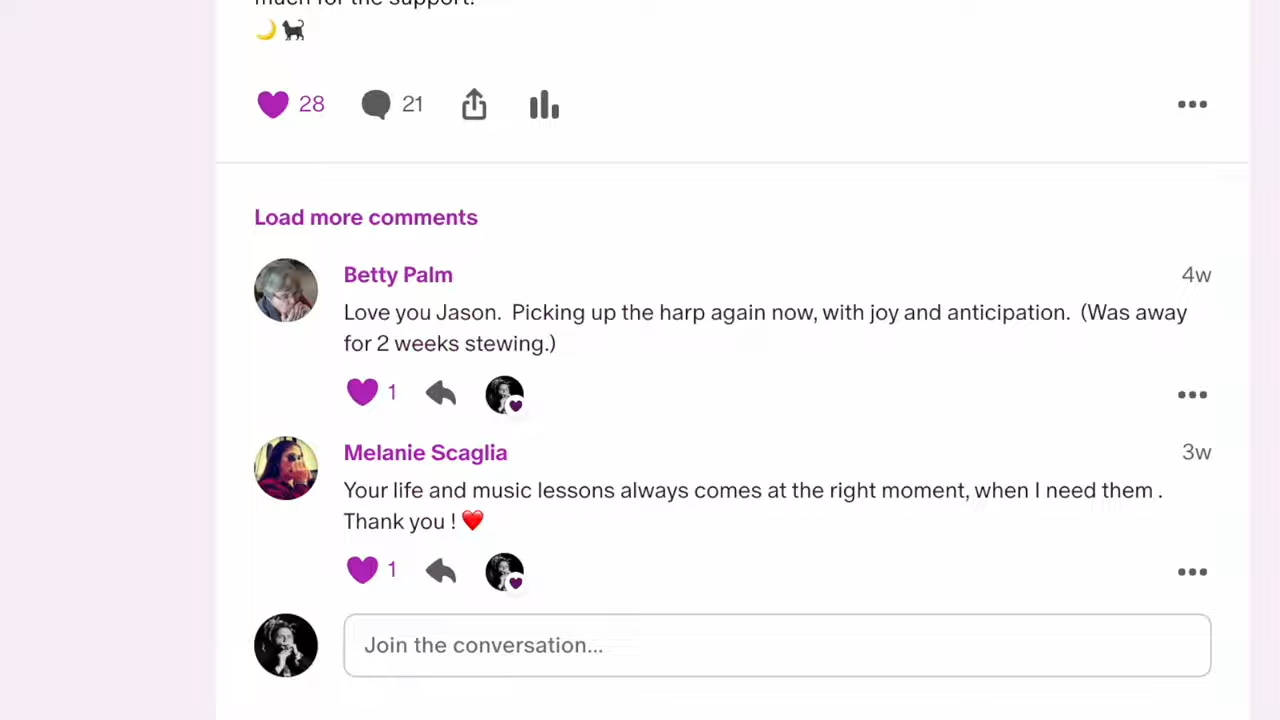 much for the support!
🌙🐈‍⬛
28 21
Load more comments
Betty Palm 4w
Love you Jason.  Picking up the harp again now, with joy and anticipation.  (Was away
for 2 weeks stewing.)
1
Melanie Scaglia 3w
Your life and music lessons always comes at the right moment, when I need them .
Thank you ! ❤️
1
Join the conversation...